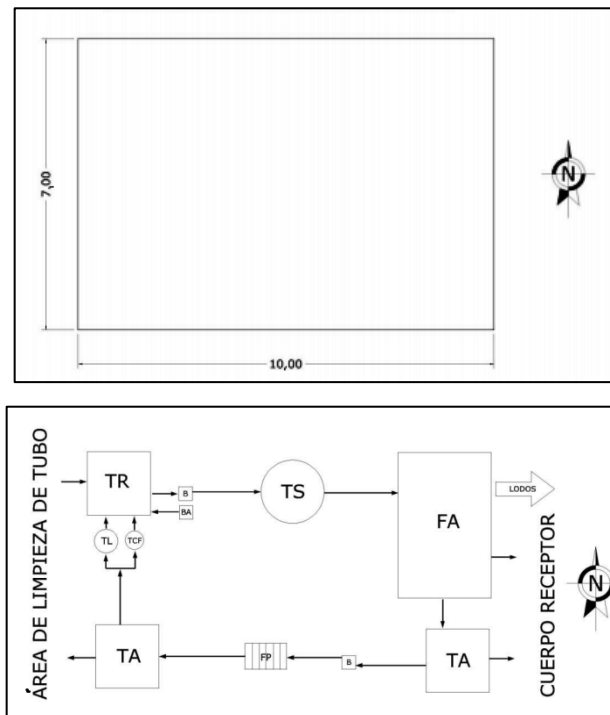 7,00
N
10,00
ÁREA DE LIMPIEZA DE TUBO
TR
B
BA
TS
FA
LODOS
TL
TCF
CUERPO RECEPTOR
N
TA
FP
B
TA